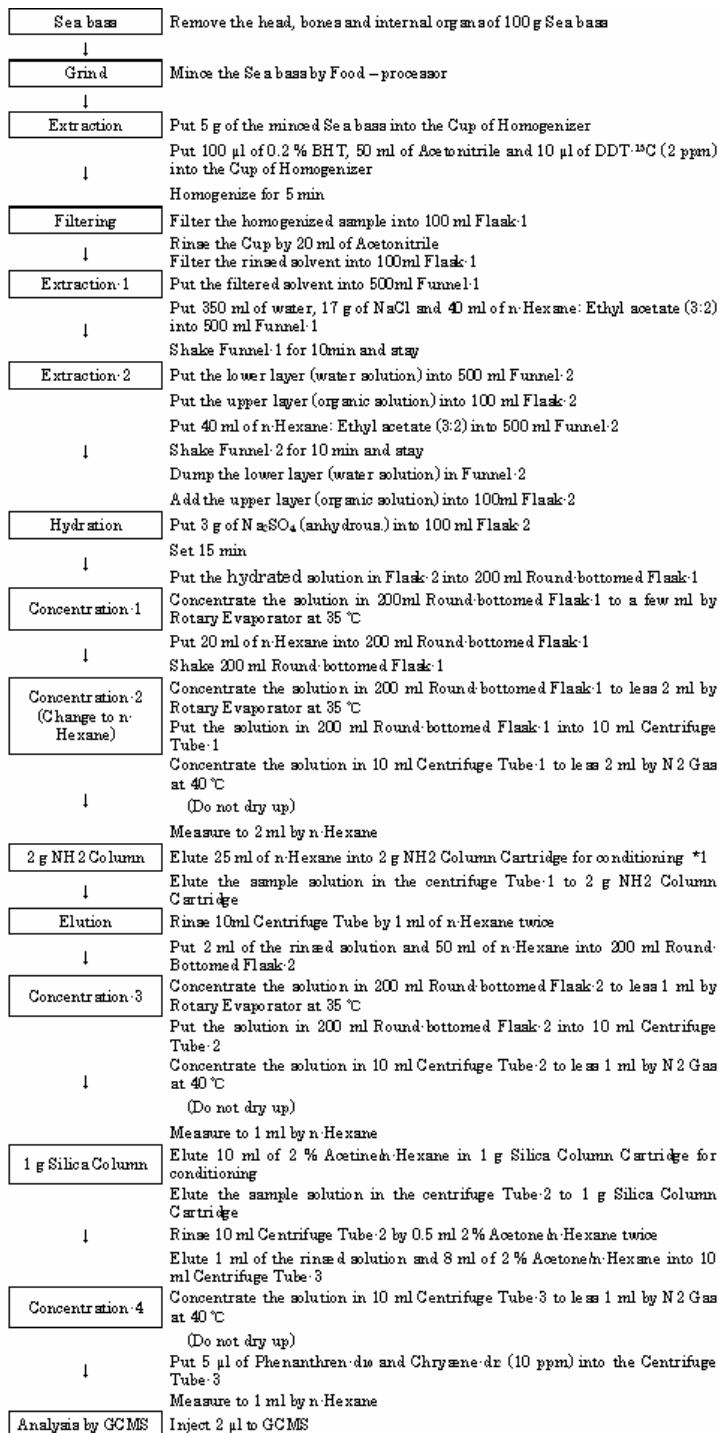 Sea bass
Remove the head, bones and internal organs of 100 g Sea bass
↓
Grind
Mince the Sea bass by Food – processor
↓
Extraction
Put 5 g of the minced Sea bass into the Cup of Homogenizer
Put 100 μl of 0.2 % BHT, 50 ml of Acetonitrile and 10 μl of DDT-¹³C (2 ppm)
into the Cup of Homogenizer
↓
Homogenize for 5 min
Filtering
Filter the homogenized sample into 100 ml Flask-1
↓
Rinse the Cup by 20 ml of Acetonitrile
Filter the rinsed solvent into 100ml Flask-1
Extraction-1
Put the filtered solvent into 500ml Funnel-1
Put 350 ml of water, 17 g of NaCl and 40 ml of n-Hexane: Ethyl acetate (3:2)
into 500 ml Funnel-1
↓
Shake Funnel-1 for 10min and stay
Extraction-2
Put the lower layer (water solution) into 500 ml Funnel-2
Put the upper layer (organic solution) into 100 ml Flask-2
Put 40 ml of n-Hexane: Ethyl acetate (3:2) into 500 ml Funnel-2
↓
Shake Funnel-2 for 10 min and stay
Dump the lower layer (water solution) in Funnel-2
Add the upper layer (organic solution) into 100ml Flask-2
Hydration
Put 3 g of Na₂SO₄ (anhydrous.) into 100 ml Flask-2
↓
Set 15 min
Put the hydrated solution in Flask-2 into 200 ml Round-bottomed Flask-1
Concentration-1
Concentrate the solution in 200ml Round-bottomed Flask-1 to a few ml by
Rotary Evaporator at 35 ℃
↓
Put 20 ml of n-Hexane into 200 ml Round-bottomed Flask-1
Shake 200 ml Round-bottomed Flask-1
Concentration-2
(Change to n-
Hexane)
Concentrate the solution in 200 ml Round-bottomed Flask-1 to less 2 ml by
Rotary Evaporator at 35 ℃
Put the solution in 200 ml Round-bottomed Flask-1 into 10 ml Centrifuge
Tube-1
Concentrate the solution in 10 ml Centrifuge Tube-1 to less 2 ml by N2 Gas
at 40 ℃
↓
(Do not dry up)
Measure to 2 ml by n-Hexane
2 g NH2 Column
Elute 25 ml of n-Hexane into 2 g NH2 Column Cartridge for conditioning *1
↓
Elute the sample solution in the centrifuge Tube-1 to 2 g NH2 Column
Cartridge
Elution
Rinse 10ml Centrifuge Tube by 1 ml of n-Hexane twice
↓
Put 2 ml of the rinsed solution and 50 ml of n-Hexane into 200 ml Round-
Bottomed Flask-2
Concentration-3
Concentrate the solution in 200 ml Round-bottomed Flask-2 to less 1 ml by
Rotary Evaporator at 35 ℃
Put the solution in 200 ml Round-bottomed Flask-2 into 10 ml Centrifuge
Tube-2
Concentrate the solution in 10 ml Centrifuge Tube-2 to less 1 ml by N2 Gas
↓
at 40 ℃
(Do not dry up)
Measure to 1 ml by n-Hexane
1 g Silica Column
Elute 10 ml of 2 % Acetine/n-Hexane in 1 g Silica Column Cartridge for
conditioning
Elute the sample solution in the centrifuge Tube-2 to 1 g Silica Column
Cartridge
↓
Rinse 10 ml Centrifuge Tube-2 by 0.5 ml 2 % Acetone/n-Hexane twice
Elute 1 ml of the rinsed solution and 8 ml of 2 % Acetone/n-Hexane into 10
ml Centrifuge Tube-3
Concentration-4
Concentrate the solution in 10 ml Centrifuge Tube-3 to less 1 ml by N2 Gas
at 40 ℃
(Do not dry up)
↓
Put 5 μl of Phenanthren-d₁₀ and Chrysene-d₁₂ (10 ppm) into the Centrifuge
Tube-3
Measure to 1 ml by n-Hexane
Analysis by GCMS
Inject 2 μl to GCMS